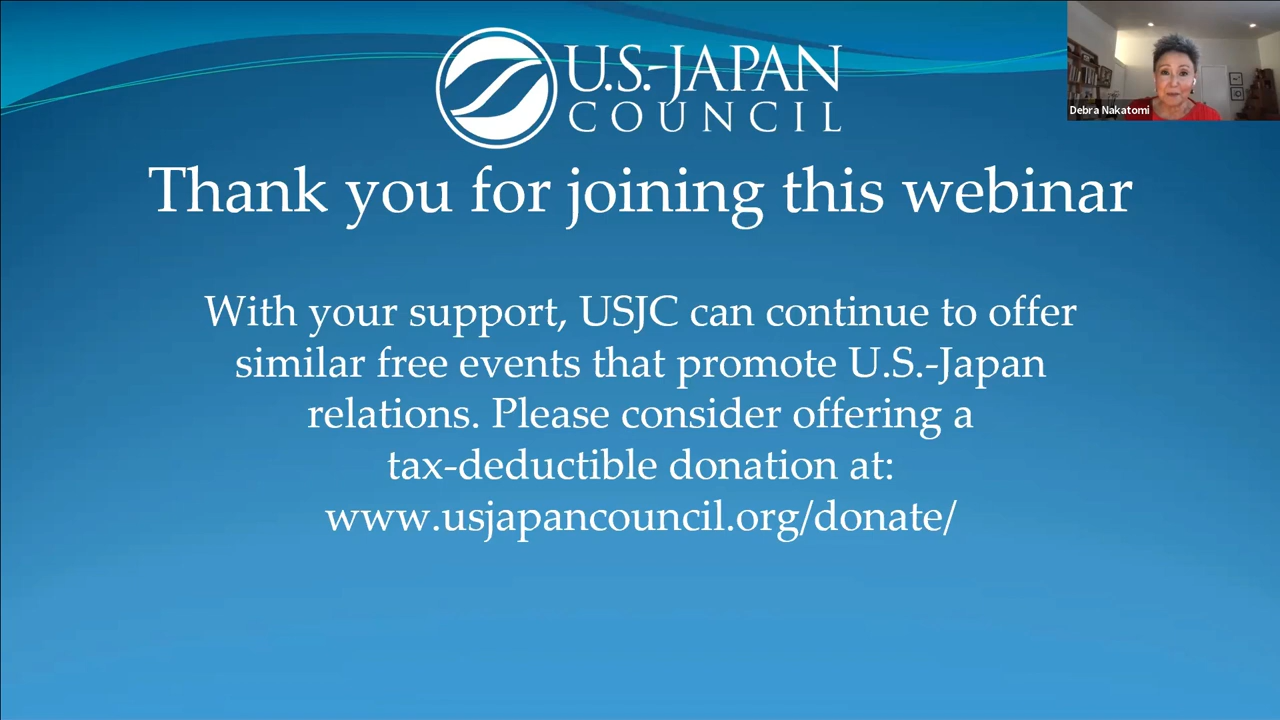 U.S.-JAPAN
COUNCIL
Debra Nakatomi
Thank you for joining this webinar
With your support, USJC can continue to offer
similar free events that promote U.S.-Japan
relations. Please consider offering a
tax-deductible donation at:
www.usjapancouncil.org/donate/